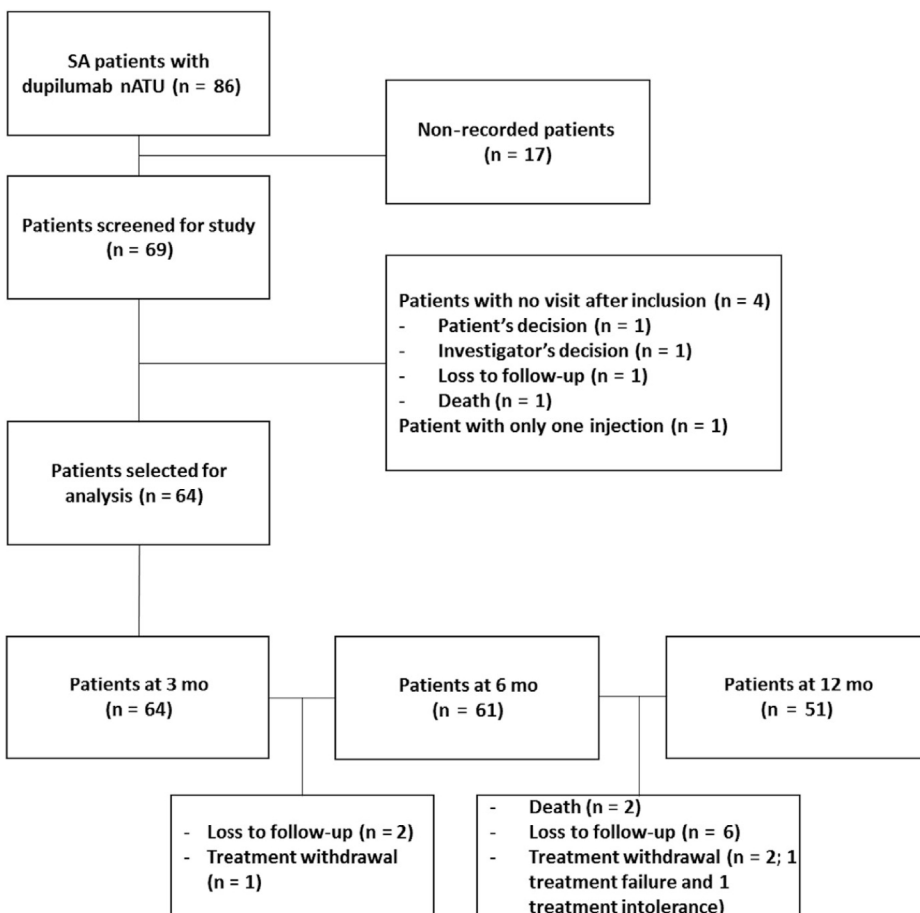 SA patients with
dupilumab nATU (n = 86)
Non-recorded patients
(n = 17)
Patients screened for study
(n = 69)
Patients with no visit after inclusion (n = 4)
- Patient's decision (n = 1)
- Investigator's decision (n = 1)
- Loss to follow-up (n = 1)
- Death (n = 1)
Patient with only one injection (n = 1)
Patients selected for
analysis (n = 64)
Patients at 3 mo
(n = 64)
Patients at 6 mo
(n = 61)
Patients at 12 mo
(n = 51)
- Loss to follow-up (n = 2)
- Treatment withdrawal
(n = 1)
- Death (n = 2)
- Loss to follow-up (n = 6)
- Treatment withdrawal (n = 2; 1
treatment failure and 1
treatment intolerance)